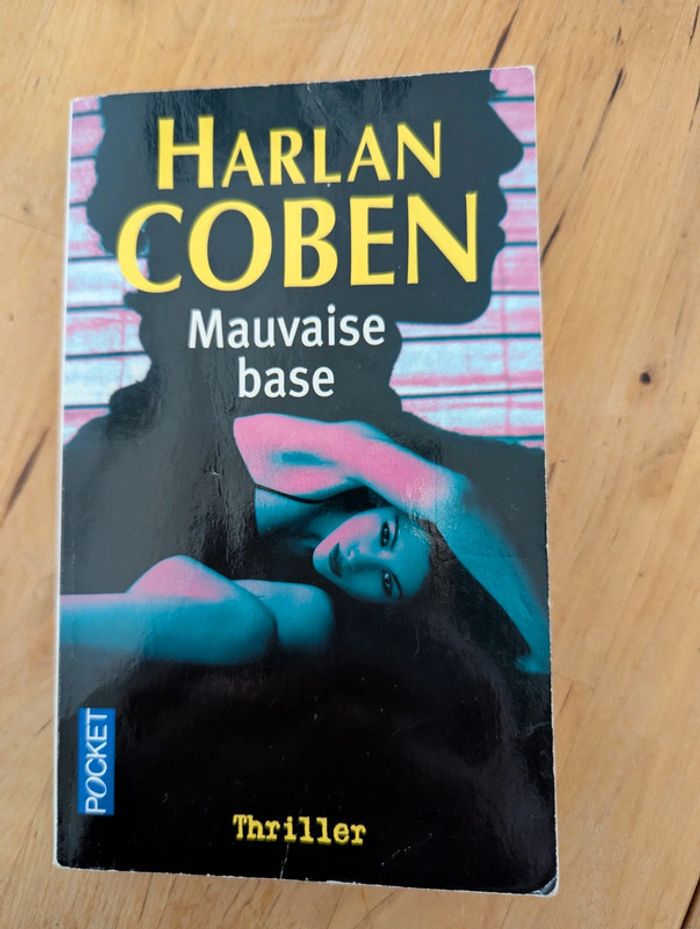 HARLAN
COBEN
Mauvaise
base
POCKET
Thriller